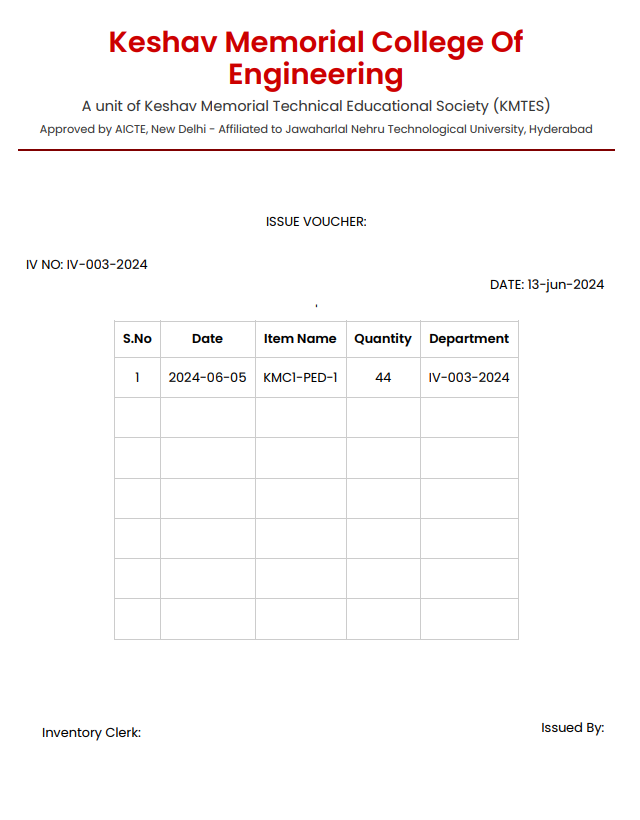 Keshav Memorial College Of
Engineering
A unit of Keshav Memorial Technical Educational Society (KMTES)
Approved by AICTE, New Delhi - Affiliated to Jawaharlal Nehru Technological University, Hyderabad
ISSUE VOUCHER:
IV NO: IV-003-2024
DATE: 13-jun-2024
'
S.No Date Item Name Quantity Department
1 2024-06-05 KMC1-PED-1 44 IV-003-2024
Inventory Clerk:
Issued By: